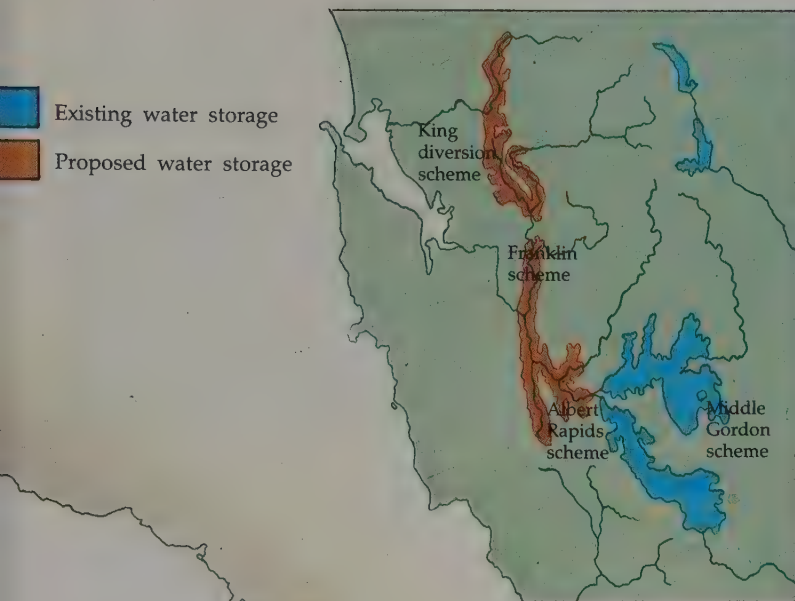 Existing water storage
Proposed water storage
King
diversion
scheme
Franklin
scheme
Albert
Rapids
scheme
Middle
Gordon
scheme